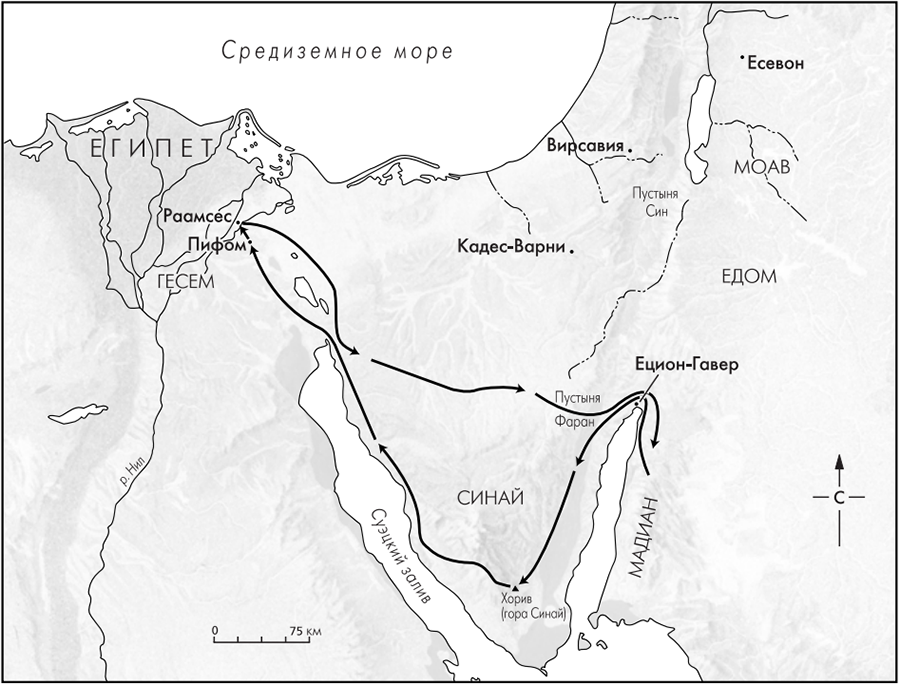 Средиземное море
Есевон
ЕГИПЕТ
Вирсавия
МОАВ
Пустыня
Син
Раамсес
Пифом
Кадес-Варни
ГЕСЕМ
ЕДОМ
Ецион-Гавер
Пустыня
Фаран
р. Нил
СИНАЙ
С
МАДИАН
Суэцкий залив
Хорив
(гора Синай)
0 75 км